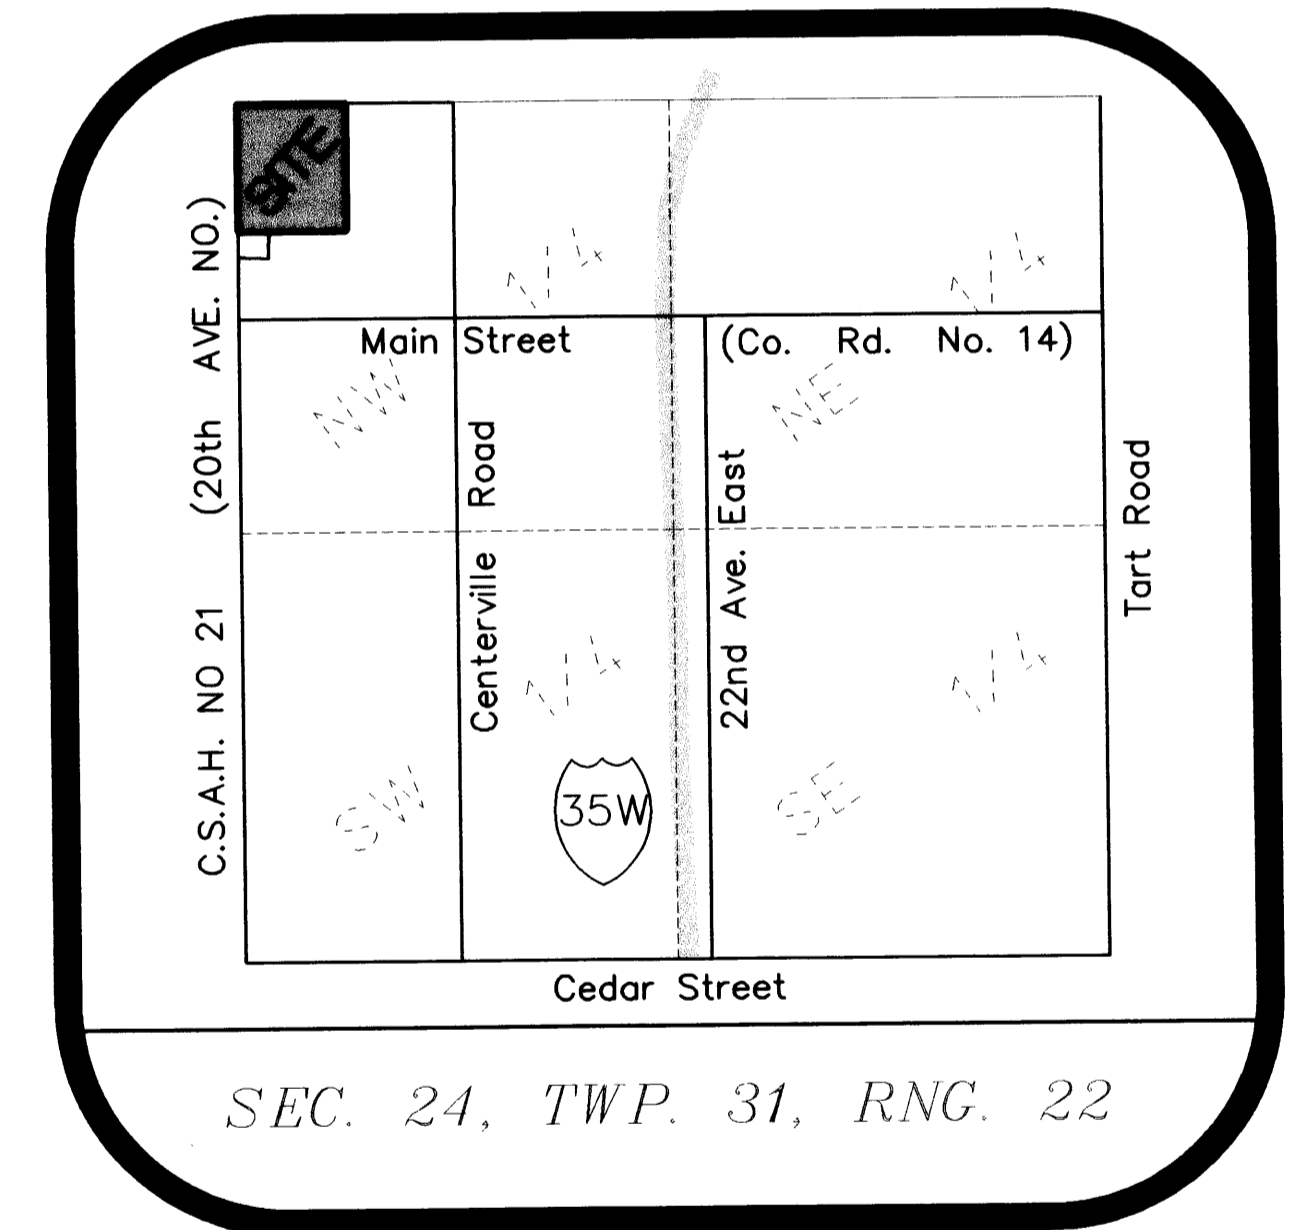 SITE
C.S.A.H. NO 21 (20th AVE. NO.)
1/4
1/4
Main Street (Co. Rd. No. 14)
NW
NE
Centerville Road
22nd Ave. East
Tart Road
1/4
1/4
SW
35W
SE
Cedar Street
SEC. 24, TWP. 31, RNG. 22